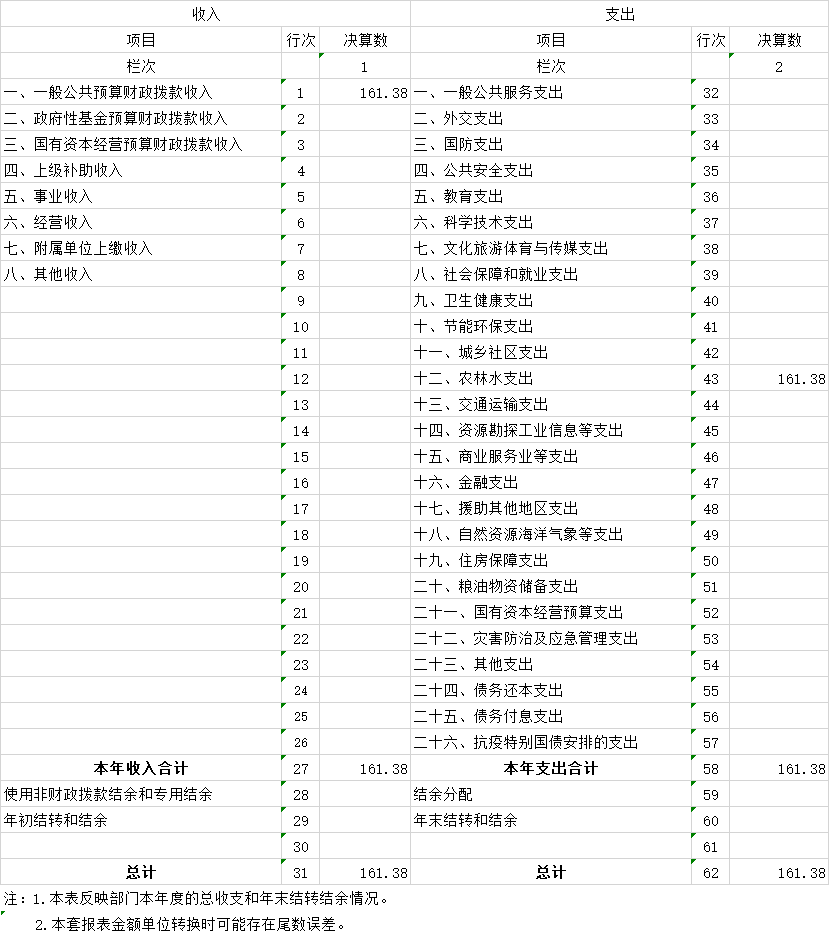 收入 支出
项目 行次 决算数 项目 行次 决算数
栏次 1 栏次 2
一、一般公共预算财政拨款收入 1 161.38 一、一般公共服务支出 32
二、政府性基金预算财政拨款收入 2 二、外交支出 33
三、国有资本经营预算财政拨款收入 3 三、国防支出 34
四、上级补助收入 4 四、公共安全支出 35
五、事业收入 5 五、教育支出 36
六、经营收入 6 六、科学技术支出 37
七、附属单位上缴收入 7 七、文化旅游体育与传媒支出 38
八、其他收入 8 八、社会保障和就业支出 39
9 九、卫生健康支出 40
10 十、节能环保支出 41
11 十一、城乡社区支出 42
12 十二、农林水支出 43 161.38
13 十三、交通运输支出 44
14 十四、资源勘探工业信息等支出 45
15 十五、商业服务业等支出 46
16 十六、金融支出 47
17 十七、援助其他地区支出 48
18 十八、自然资源海洋气象等支出 49
19 十九、住房保障支出 50
20 二十、粮油物资储备支出 51
21 二十一、国有资本经营预算支出 52
22 二十二、灾害防治及应急管理支出 53
23 二十三、其他支出 54
24 二十四、债务还本支出 55
25 二十五、债务付息支出 56
26 二十六、抗疫特别国债安排的支出 57
本年收入合计 27 161.38 本年支出合计 58 161.38
使用非财政拨款结余和专用结余 28 结余分配 59
年初结转和结余 29 年末结转和结余 60
30 61
总计 31 161.38 总计 62 161.38
注：1.本表反映部门本年度的总收支和年末结转结余情况。
2.本套报表金额单位转换时可能存在尾数误差。